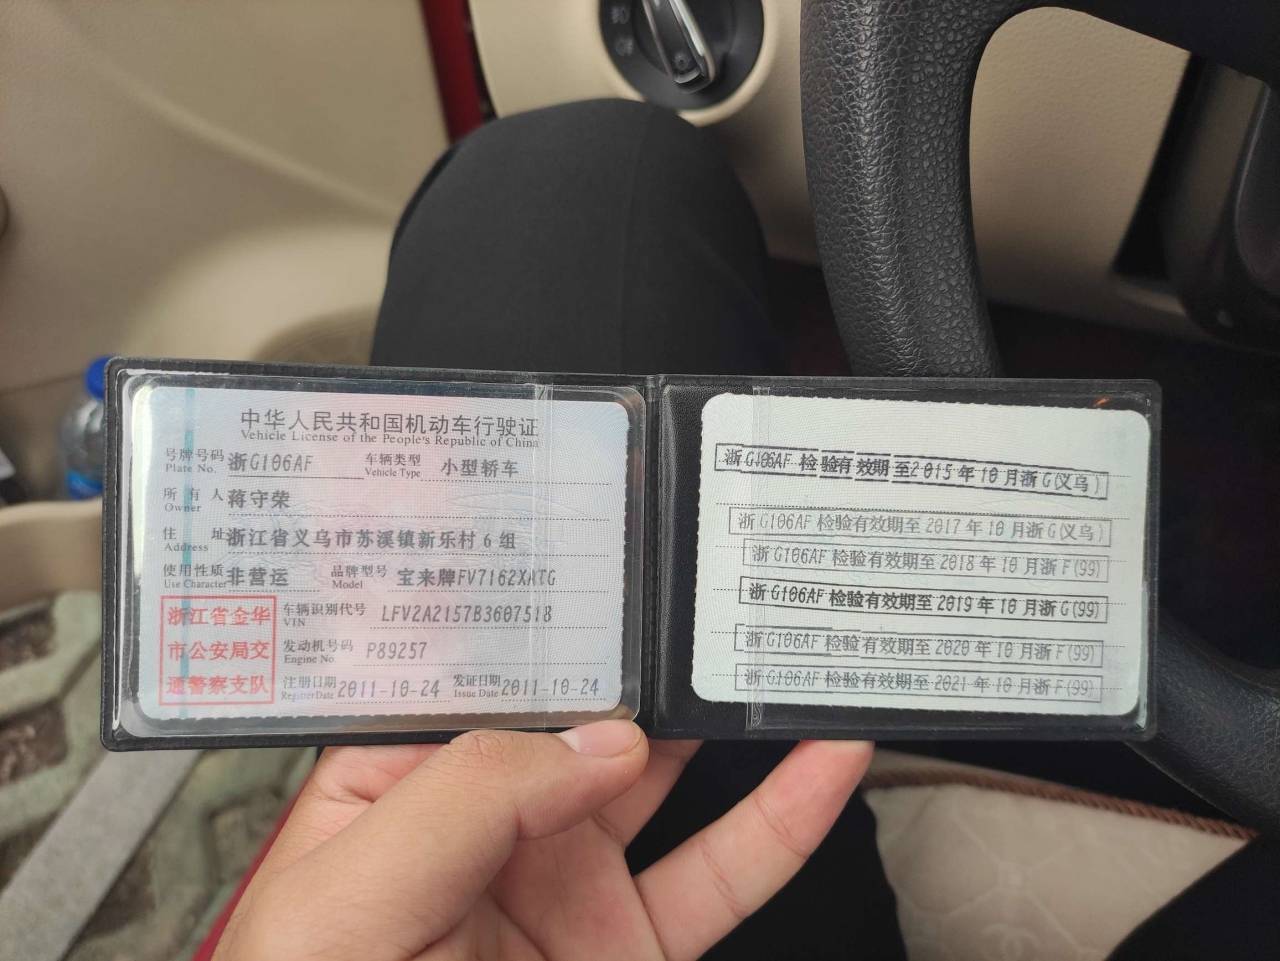 中华人民共和国机动车行驶证
Vehicle License of the People's Republic of China
号牌号码 浙G106AF 车辆类型 小型轿车
Plate No. Vehicle Type
所有人 蒋守荣
Owner
住址 浙江省义乌市苏溪镇新乐村6组
Address
使用性质 非营运 品牌型号 宝来牌FV7162XATG
Use Character Model
浙江省金华
市公安局交
通警察支队
车辆识别代号 LFV2A2157B3607518
VIN
发动机号码 P89257
Engine No.
注册日期 2011-10-24 发证日期 2011-10-24
Register Date Issue Date
浙G106AF 检验有效期至2015年10月浙G(义乌)
浙G106AF检验有效期至2017年10月浙G(义乌)
浙G106AF检验有效期至2018年10月浙F(99)
浙G106AF检验有效期至2019年10月浙G(99)
浙G106AF检验有效期至2020年10月浙F(99)
浙G106AF检验有效期至2021年10月浙F(99)